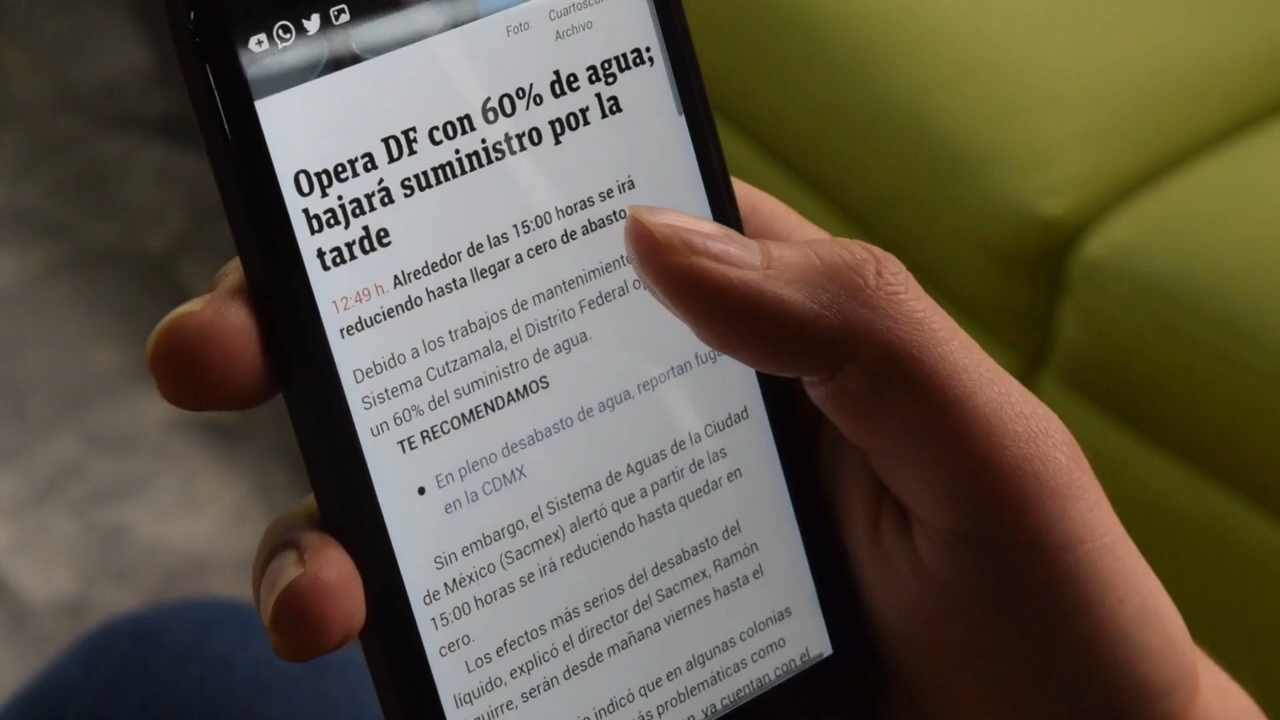 Foto: Cuartoscuro
Archivo
Opera DF con 60% de agua;
bajará suministro por la
tarde
12:49 h. Alrededor de las 15:00 horas se irá
reduciendo hasta llegar a cero de abasto
Debido a los trabajos de mantenimiento
Sistema Cutzamala, el Distrito Federal
un 60% del suministro de agua.
TE RECOMENDAMOS
• En pleno desabasto de agua, reportan
en la CDMX
Sin embargo, el Sistema de Aguas de la Ciudad
de México (Sacmex) alertó que a partir de las
15:00 horas se irá reduciendo hasta quedar en
cero.
Los efectos más serios del desabasto del
líquido, explicó el director del Sacmex, Ramón
serán desde mañana viernes hasta el
indicó que en algunas colonias
problemáticas como
ya cuentan con el